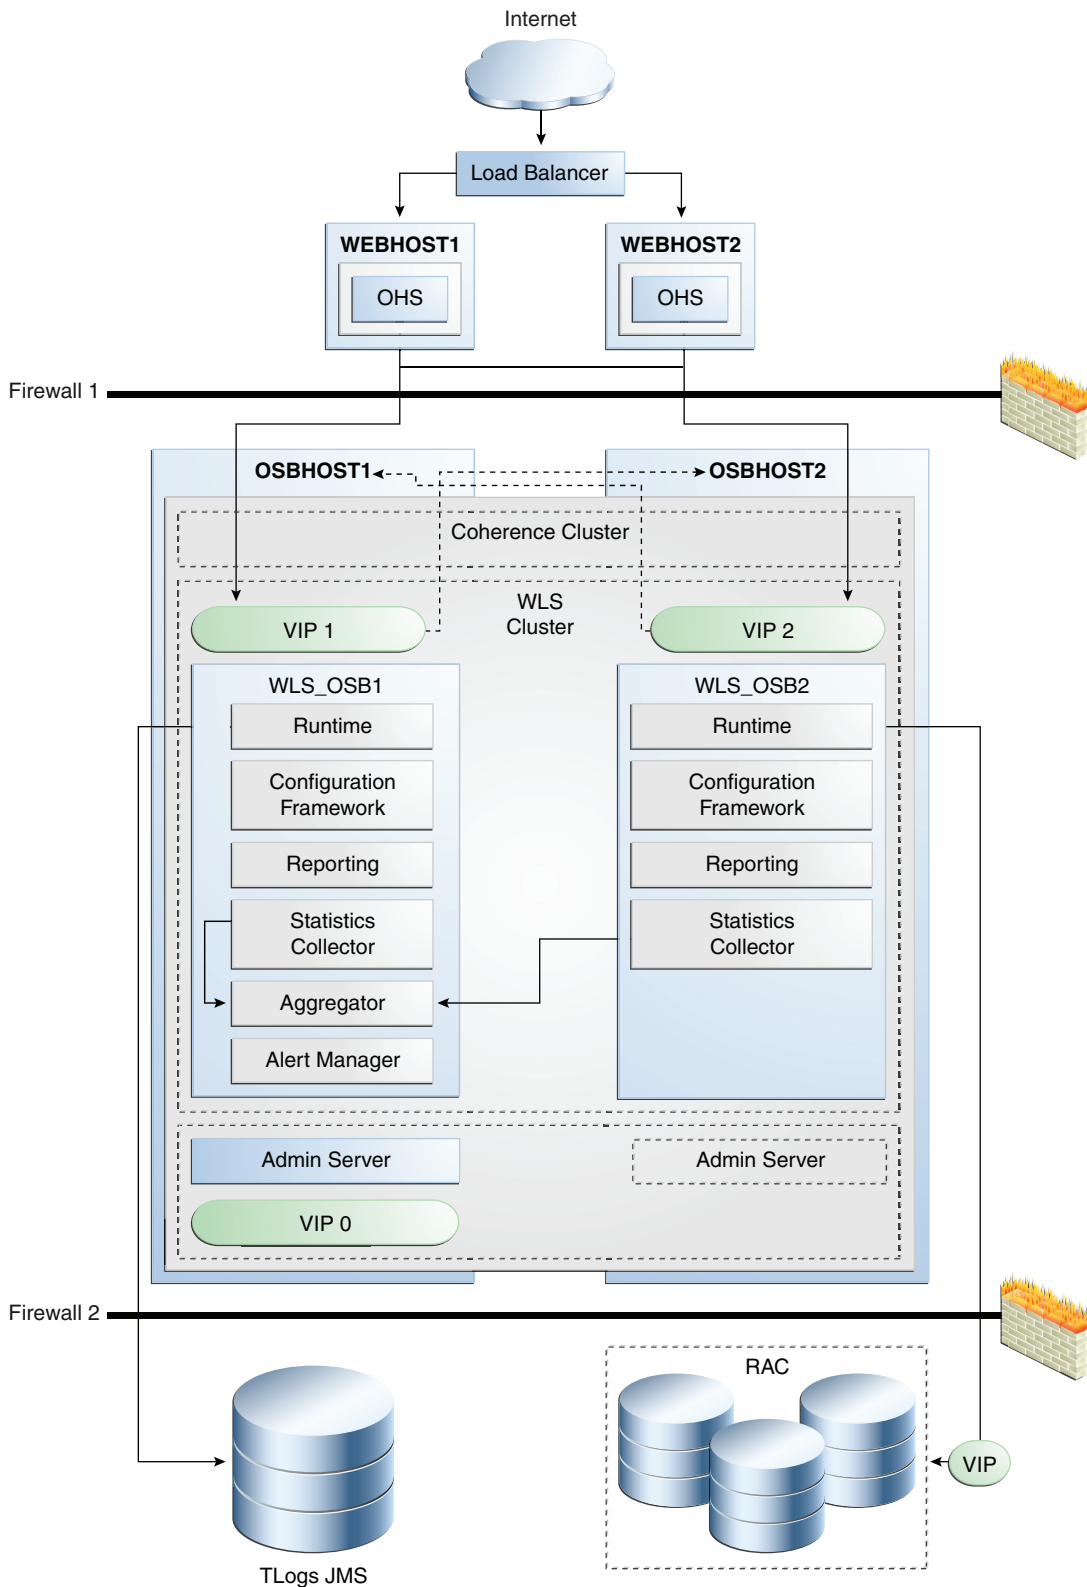 Internet
Load Balancer
WEBHOST1
WEBHOST2
OHS
OHS
Firewall 1
OSBHOST1
OSBHOST2
Coherence Cluster
WLS
Cluster
VIP 1
VIP 2
WLS_OSB1
Runtime
Configuration
Framework
Reporting
Statistics
Collector
Aggregator
Alert Manager
WLS_OSB2
Runtime
Configuration
Framework
Reporting
Statistics
Collector
Admin Server
Admin Server
VIP 0
Firewall 2
RAC
VIP
TLogs JMS